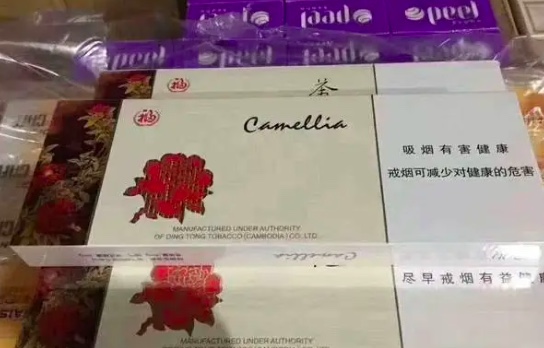 peel
peel
peel
福
茶
Camellia
吸烟有害健康
戒烟可减少对健康的危害
MANUFACTURED UNDER AUTHORITY
OF DING TONG TOBACCO (CAMBODIA) CO., LTD.
尽早戒烟有益健康
MANUFACTURED UNDER AUTHORITY